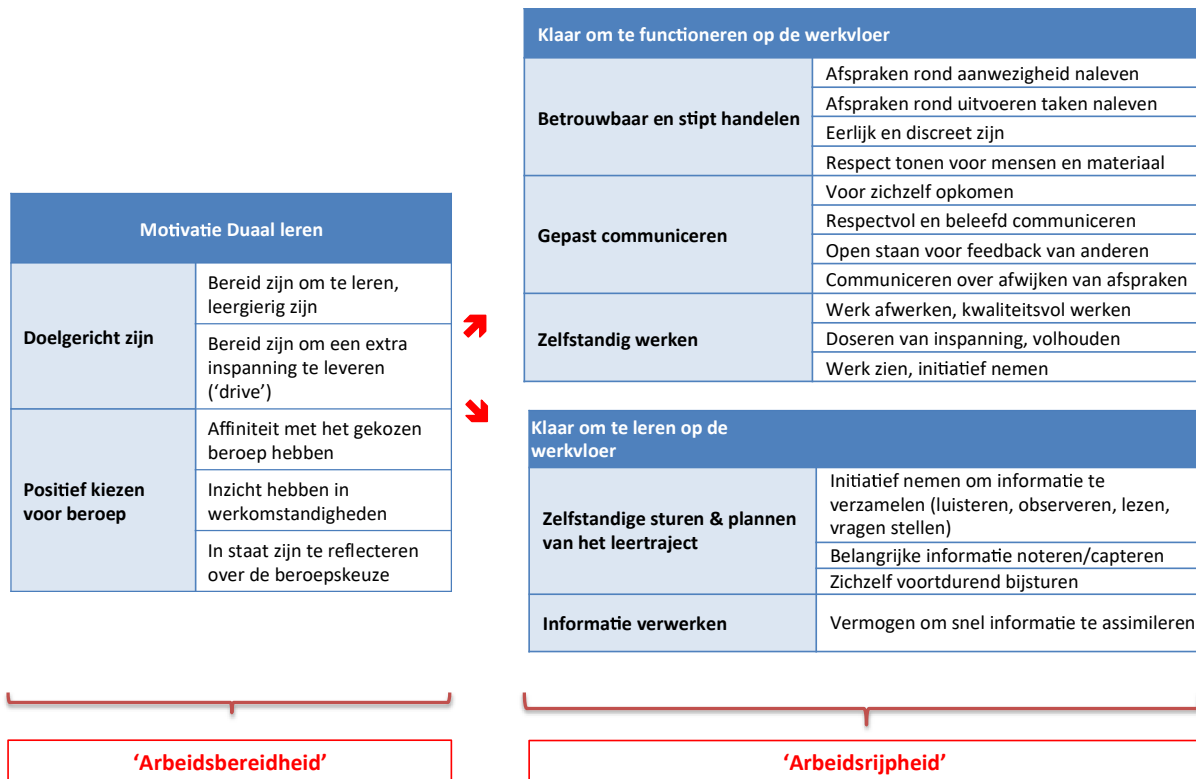 Motivatie Duaal leren
Doelgericht zijn
Bereid zijn om te leren,
leergierig zijn
Bereid zijn om een extra
inspanning te leveren
(‘drive’)
Positief kiezen
voor beroep
Affiniteit met het gekozen
beroep hebben
Inzicht hebben in
werkomstandigheden
In staat zijn te reflecteren
over de beroepskeuze
‘Arbeidsbereidheid’
Klaar om te functioneren op de werkvloer
Betrouwbaar en stipt handelen
Afspraken rond aanwezigheid naleven
Afspraken rond uitvoeren taken naleven
Eerlijk en discreet zijn
Respect tonen voor mensen en materiaal
Gepast communiceren
Voor zichzelf opkomen
Respectvol en beleefd communiceren
Open staan voor feedback van anderen
Communiceren over afwijken van afspraken
Zelfstandig werken
Werk afwerken, kwaliteitsvol werken
Doseren van inspanning, volhouden
Werk zien, initiatief nemen
Klaar om te leren op de
werkvloer
Zelfstandige sturen & plannen
van het leertraject
Initiatief nemen om informatie te
verzamelen (luisteren, observeren, lezen,
vragen stellen)
Belangrijke informatie noteren/capteren
Zichzelf voortdurend bijsturen
Informatie verwerken
Vermogen om snel informatie te assimileren
‘Arbeidsrijpheid’